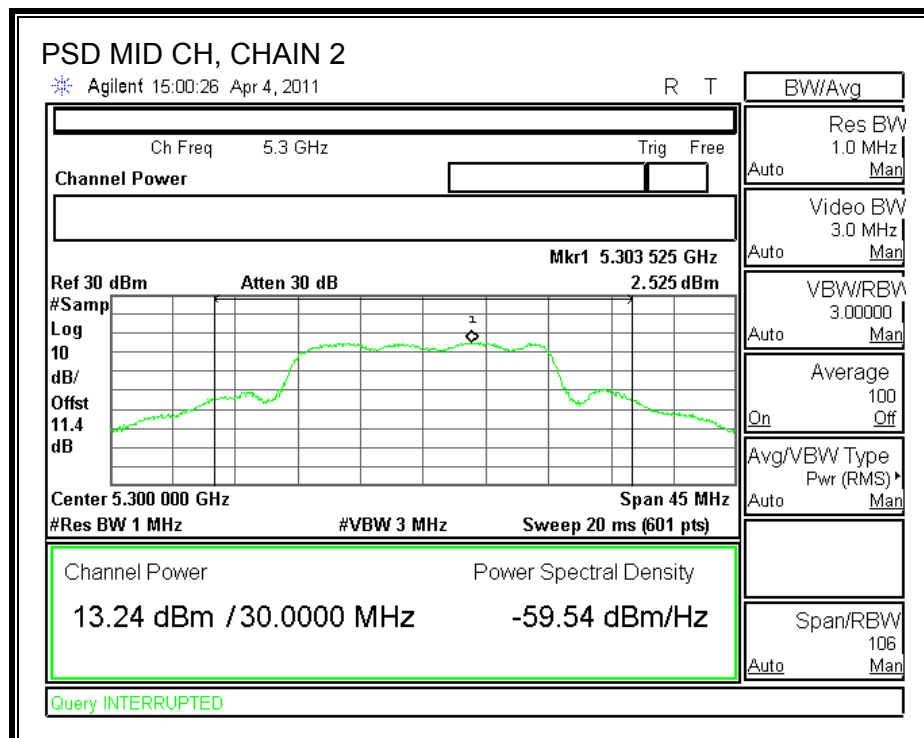 PSD MID CH, CHAIN 2
Agilent 15:00:26 Apr 4, 2011 R T
Ch Freq 5.3 GHz Trig Free
Channel Power
Mkr1 5.303 525 GHz
Ref 30 dBm Atten 30 dB 2.525 dBm
#Samp
Log
10
dB/
Offst
11.4
dB
1
Center 5.300 000 GHz Span 45 MHz
#Res BW 1 MHz #VBW 3 MHz Sweep 20 ms (601 pts)
Channel Power Power Spectral Density
13.24 dBm / 30.0000 MHz -59.54 dBm/Hz
Query INTERRUPTED
BW/Avg
Res BW
1.0 MHz
Auto Man
Video BW
3.0 MHz
Auto Man
VBW/RBW
3.00000
Auto Man
Average
100
On Off
Avg/VBW Type
Pwr (RMS)
Auto Man
Span/RBW
106
Auto Man